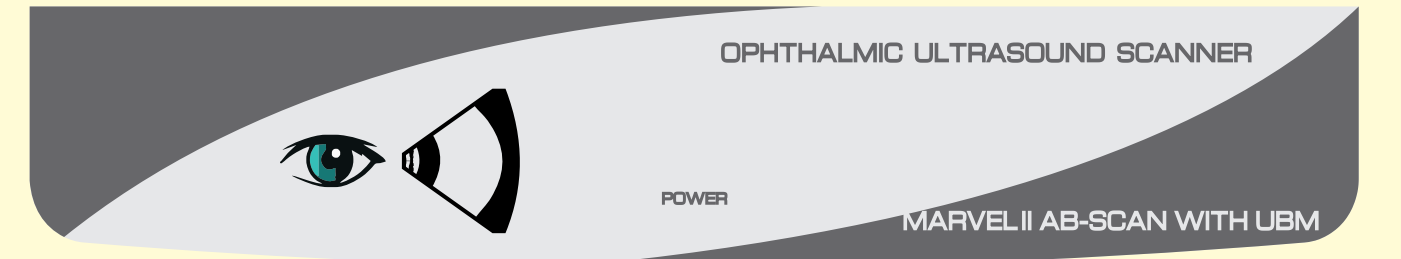 OPHTHALMIC ULTRASOUND SCANNER
POWER
MARVEL II AB-SCAN WITH UBM